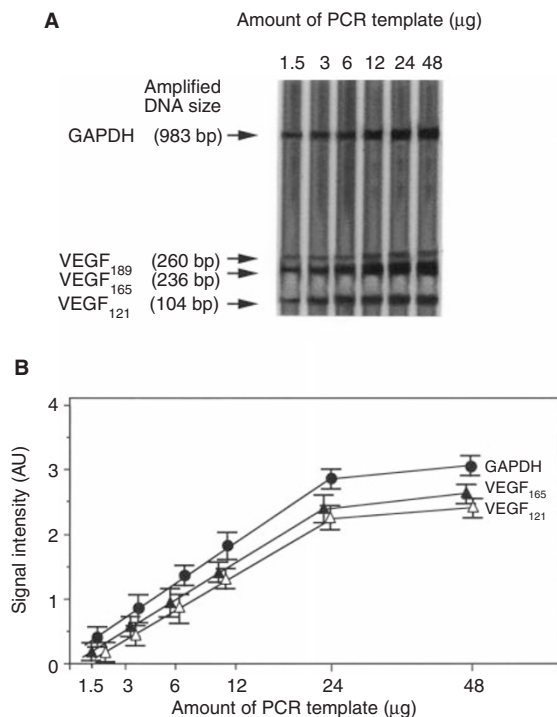 A
Amount of PCR template (μg)
1.5 3 6 12 24 48
Amplified
DNA size
GAPDH (983 bp)
VEGF189 (260 bp)
VEGF165 (236 bp)
VEGF121 (104 bp)
B
4
3
2
1
0
Signal intensity (AU)
GAPDH
VEGF165
VEGF121
1.5 3 6 12 24 48
Amount of PCR template (μg)